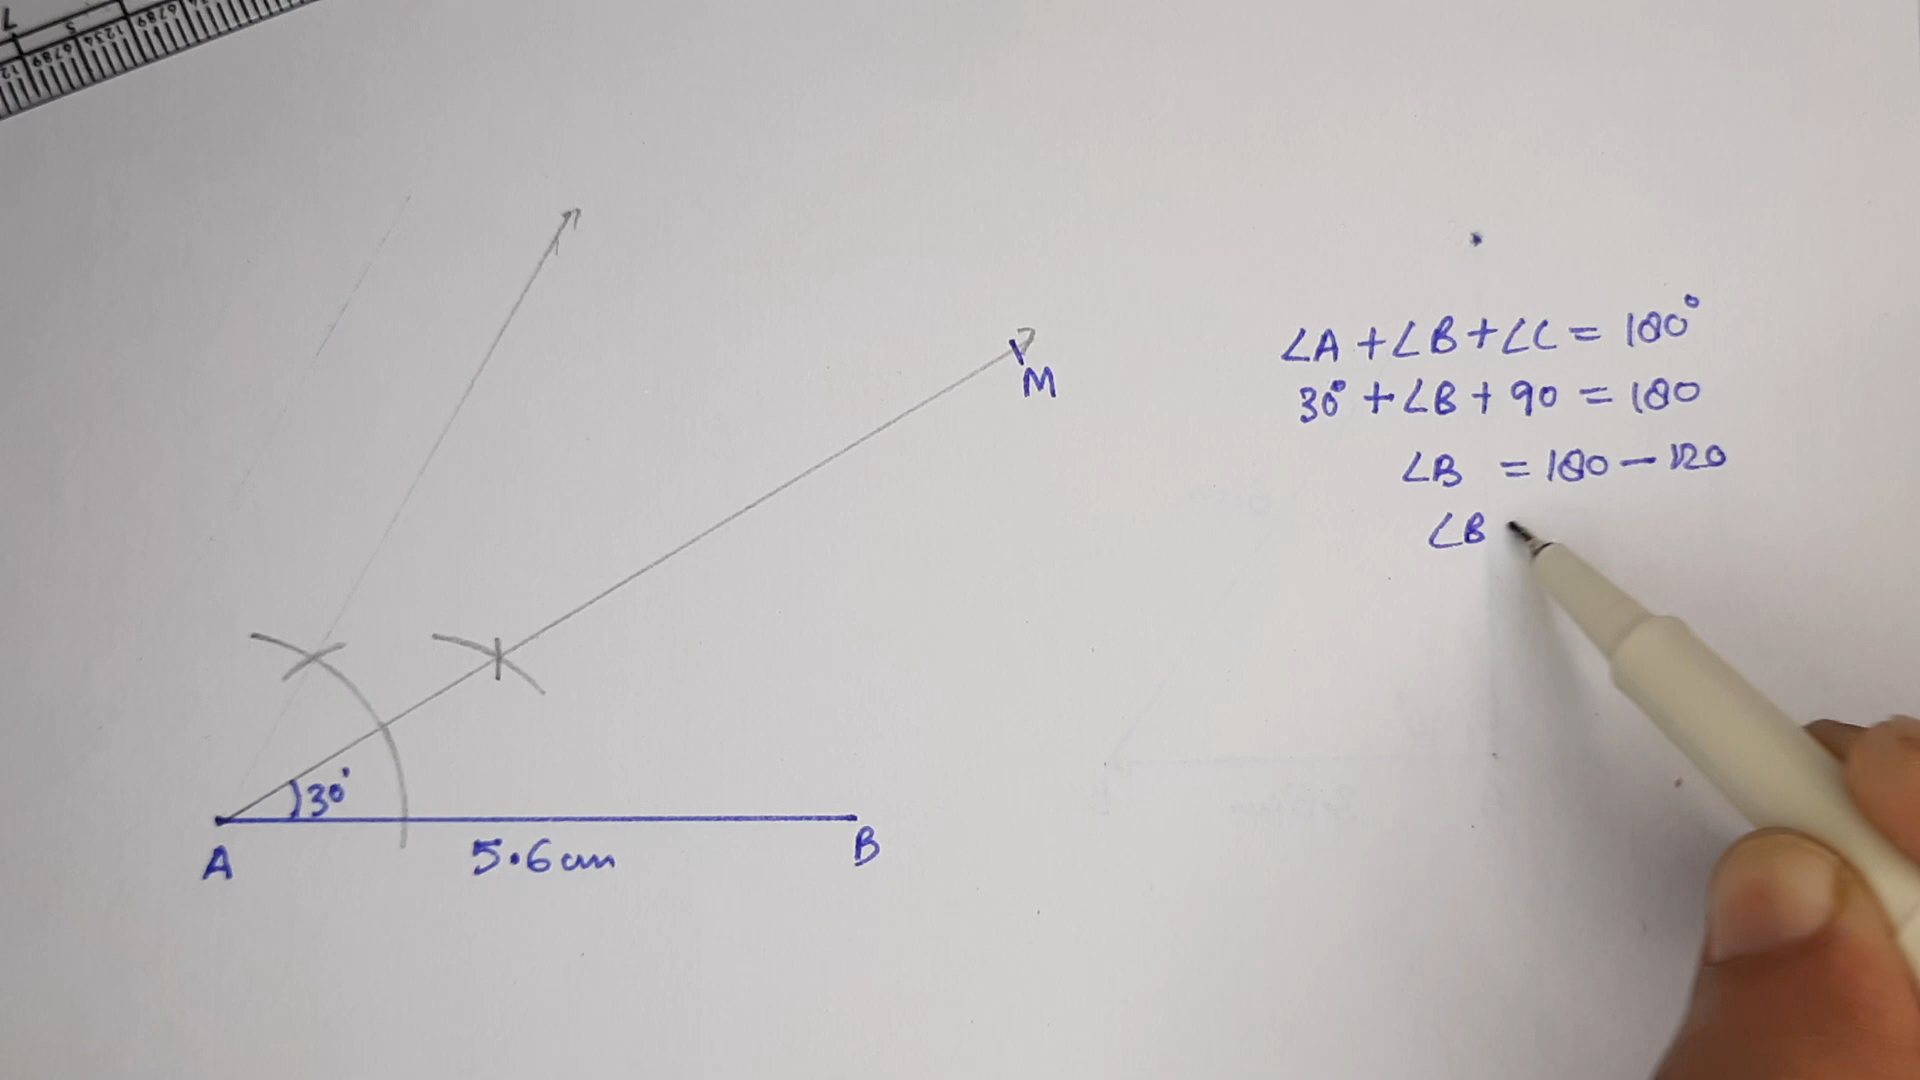 ∠A + ∠B + ∠C = 180°
30° + ∠B + 90 = 180
∠B = 180 – 120
∠B
M
30°
A
5.6 cm
B